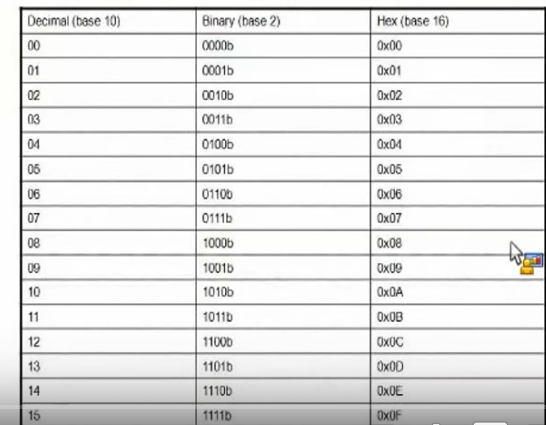 Decimal (base 10) Binary (base 2) Hex (base 16)
00 0000b 0x00
01 0001b 0x01
02 0010b 0x02
03 0011b 0x03
04 0100b 0x04
05 0101b 0x05
06 0110b 0x06
07 0111b 0x07
08 1000b 0x08
09 1001b 0x09
10 1010b 0x0A
11 1011b 0x0B
12 1100b 0x0C
13 1101b 0x0D
14 1110b 0x0E
15 1111b 0x0F